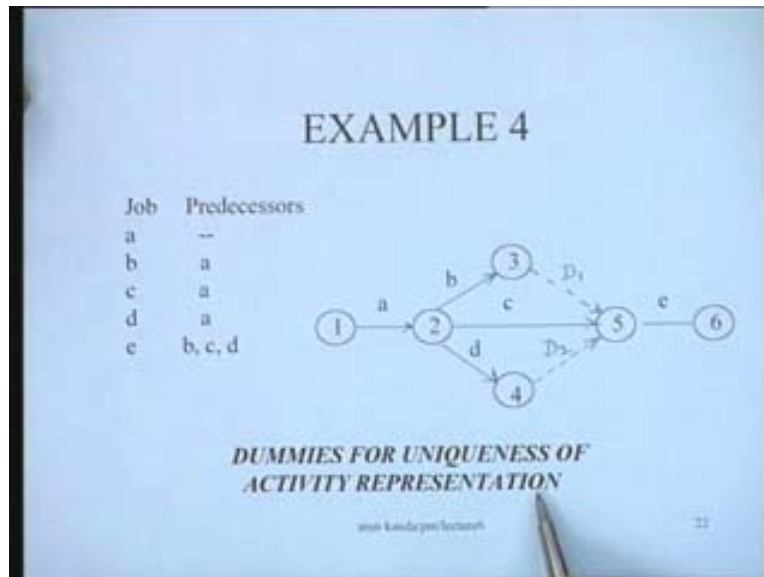 EXAMPLE 4
Job Predecessors
a --
b a
c a
d a
e b, c, d
1 a 2 b 3 D1 c d 4 D2 5 e 6
DUMMIES FOR UNIQUENESS OF
ACTIVITY REPRESENTATION
22